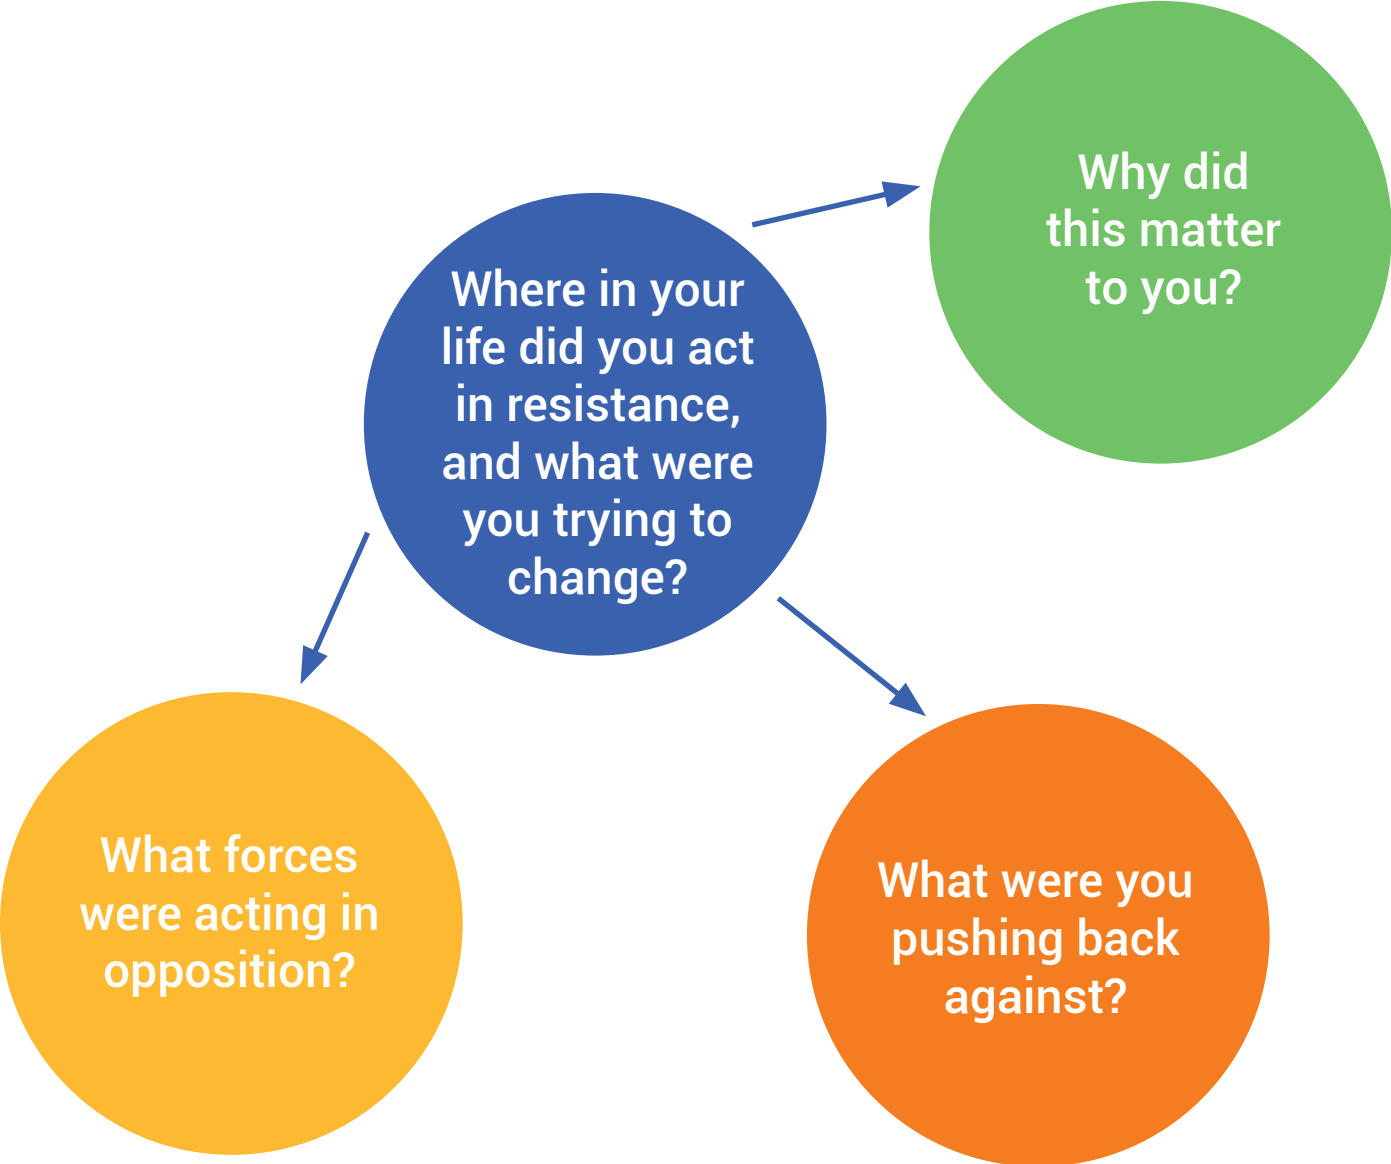 Where in your
life did you act
in resistance,
and what were
you trying to
change?
Why did
this matter
to you?
What forces
were acting in
opposition?
What were you
pushing back
against?